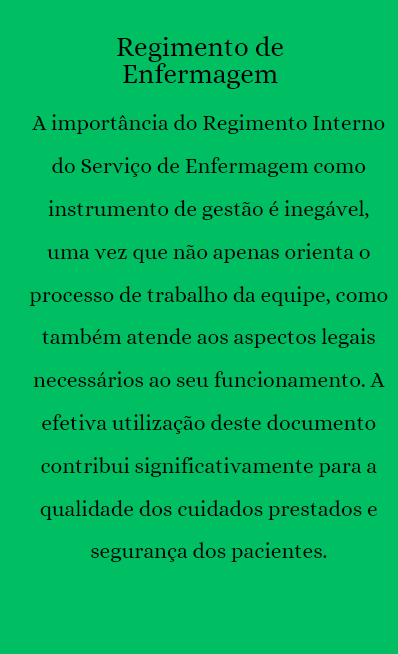 Regimento de
Enfermagem
A importância do Regimento Interno
do Serviço de Enfermagem como
instrumento de gestão é inegável,
uma vez que não apenas orienta o
processo de trabalho da equipe, como
também atende aos aspectos legais
necessários ao seu funcionamento. A
efetiva utilização deste documento
contribui significativamente para a
qualidade dos cuidados prestados e
segurança dos pacientes.